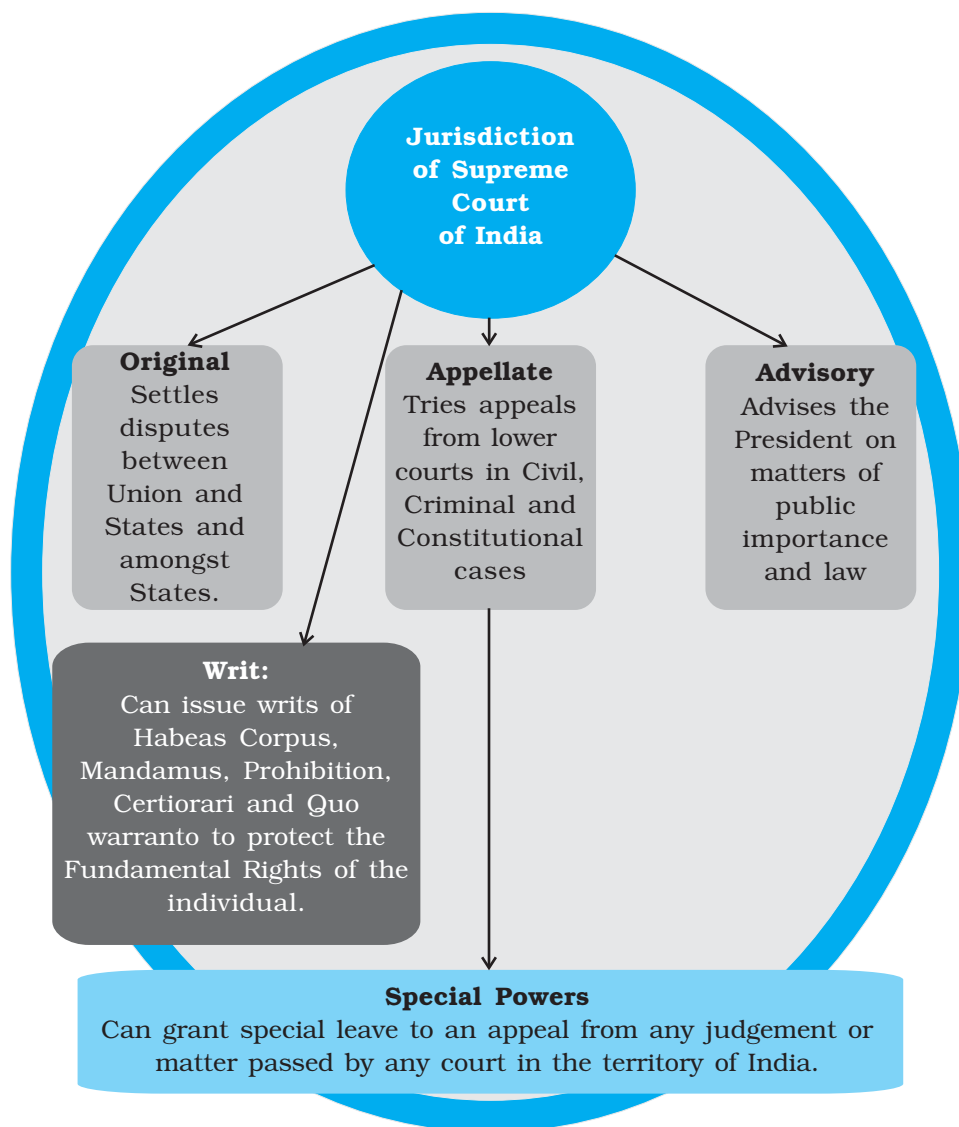 Jurisdiction
of Supreme
Court
of India
Original
Settles
disputes
between
Union and
States and
amongst
States.
Appellate
Tries appeals
from lower
courts in Civil,
Criminal and
Constitutional
cases
Advisory
Advises the
President on
matters of
public
importance
and law
Writ:
Can issue writs of
Habeas Corpus,
Mandamus, Prohibition,
Certiorari and Quo
warranto to protect the
Fundamental Rights of the
individual.
Special Powers
Can grant special leave to an appeal from any judgement or
matter passed by any court in the territory of India.